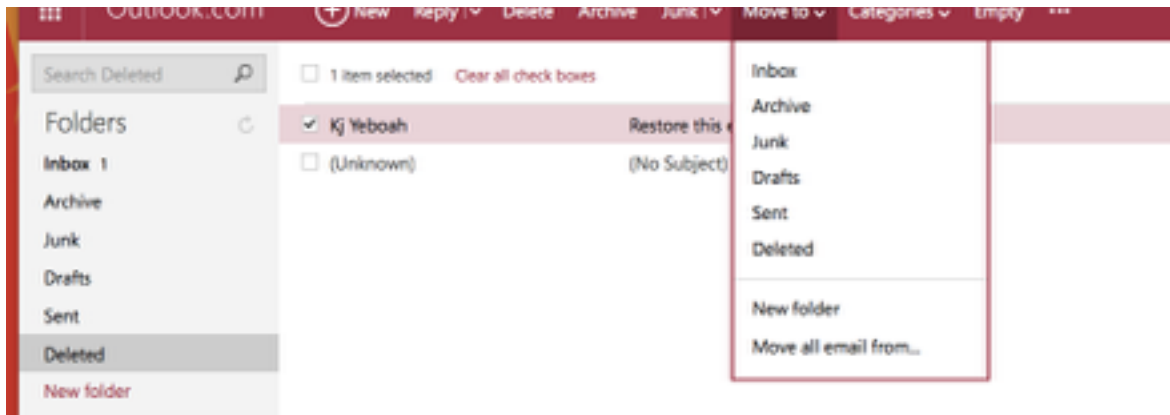 Outlook.com New Reply Delete Archive Junk Move to Categories Empty ...
Search Deleted
Folders
Inbox 1
Archive
Junk
Drafts
Sent
Deleted
New folder
1 item selected Clear all check boxes
Kj Yeboah Restore this
(Unknown) (No Subject)
Inbox
Archive
Junk
Drafts
Sent
Deleted
New folder
Move all email from...